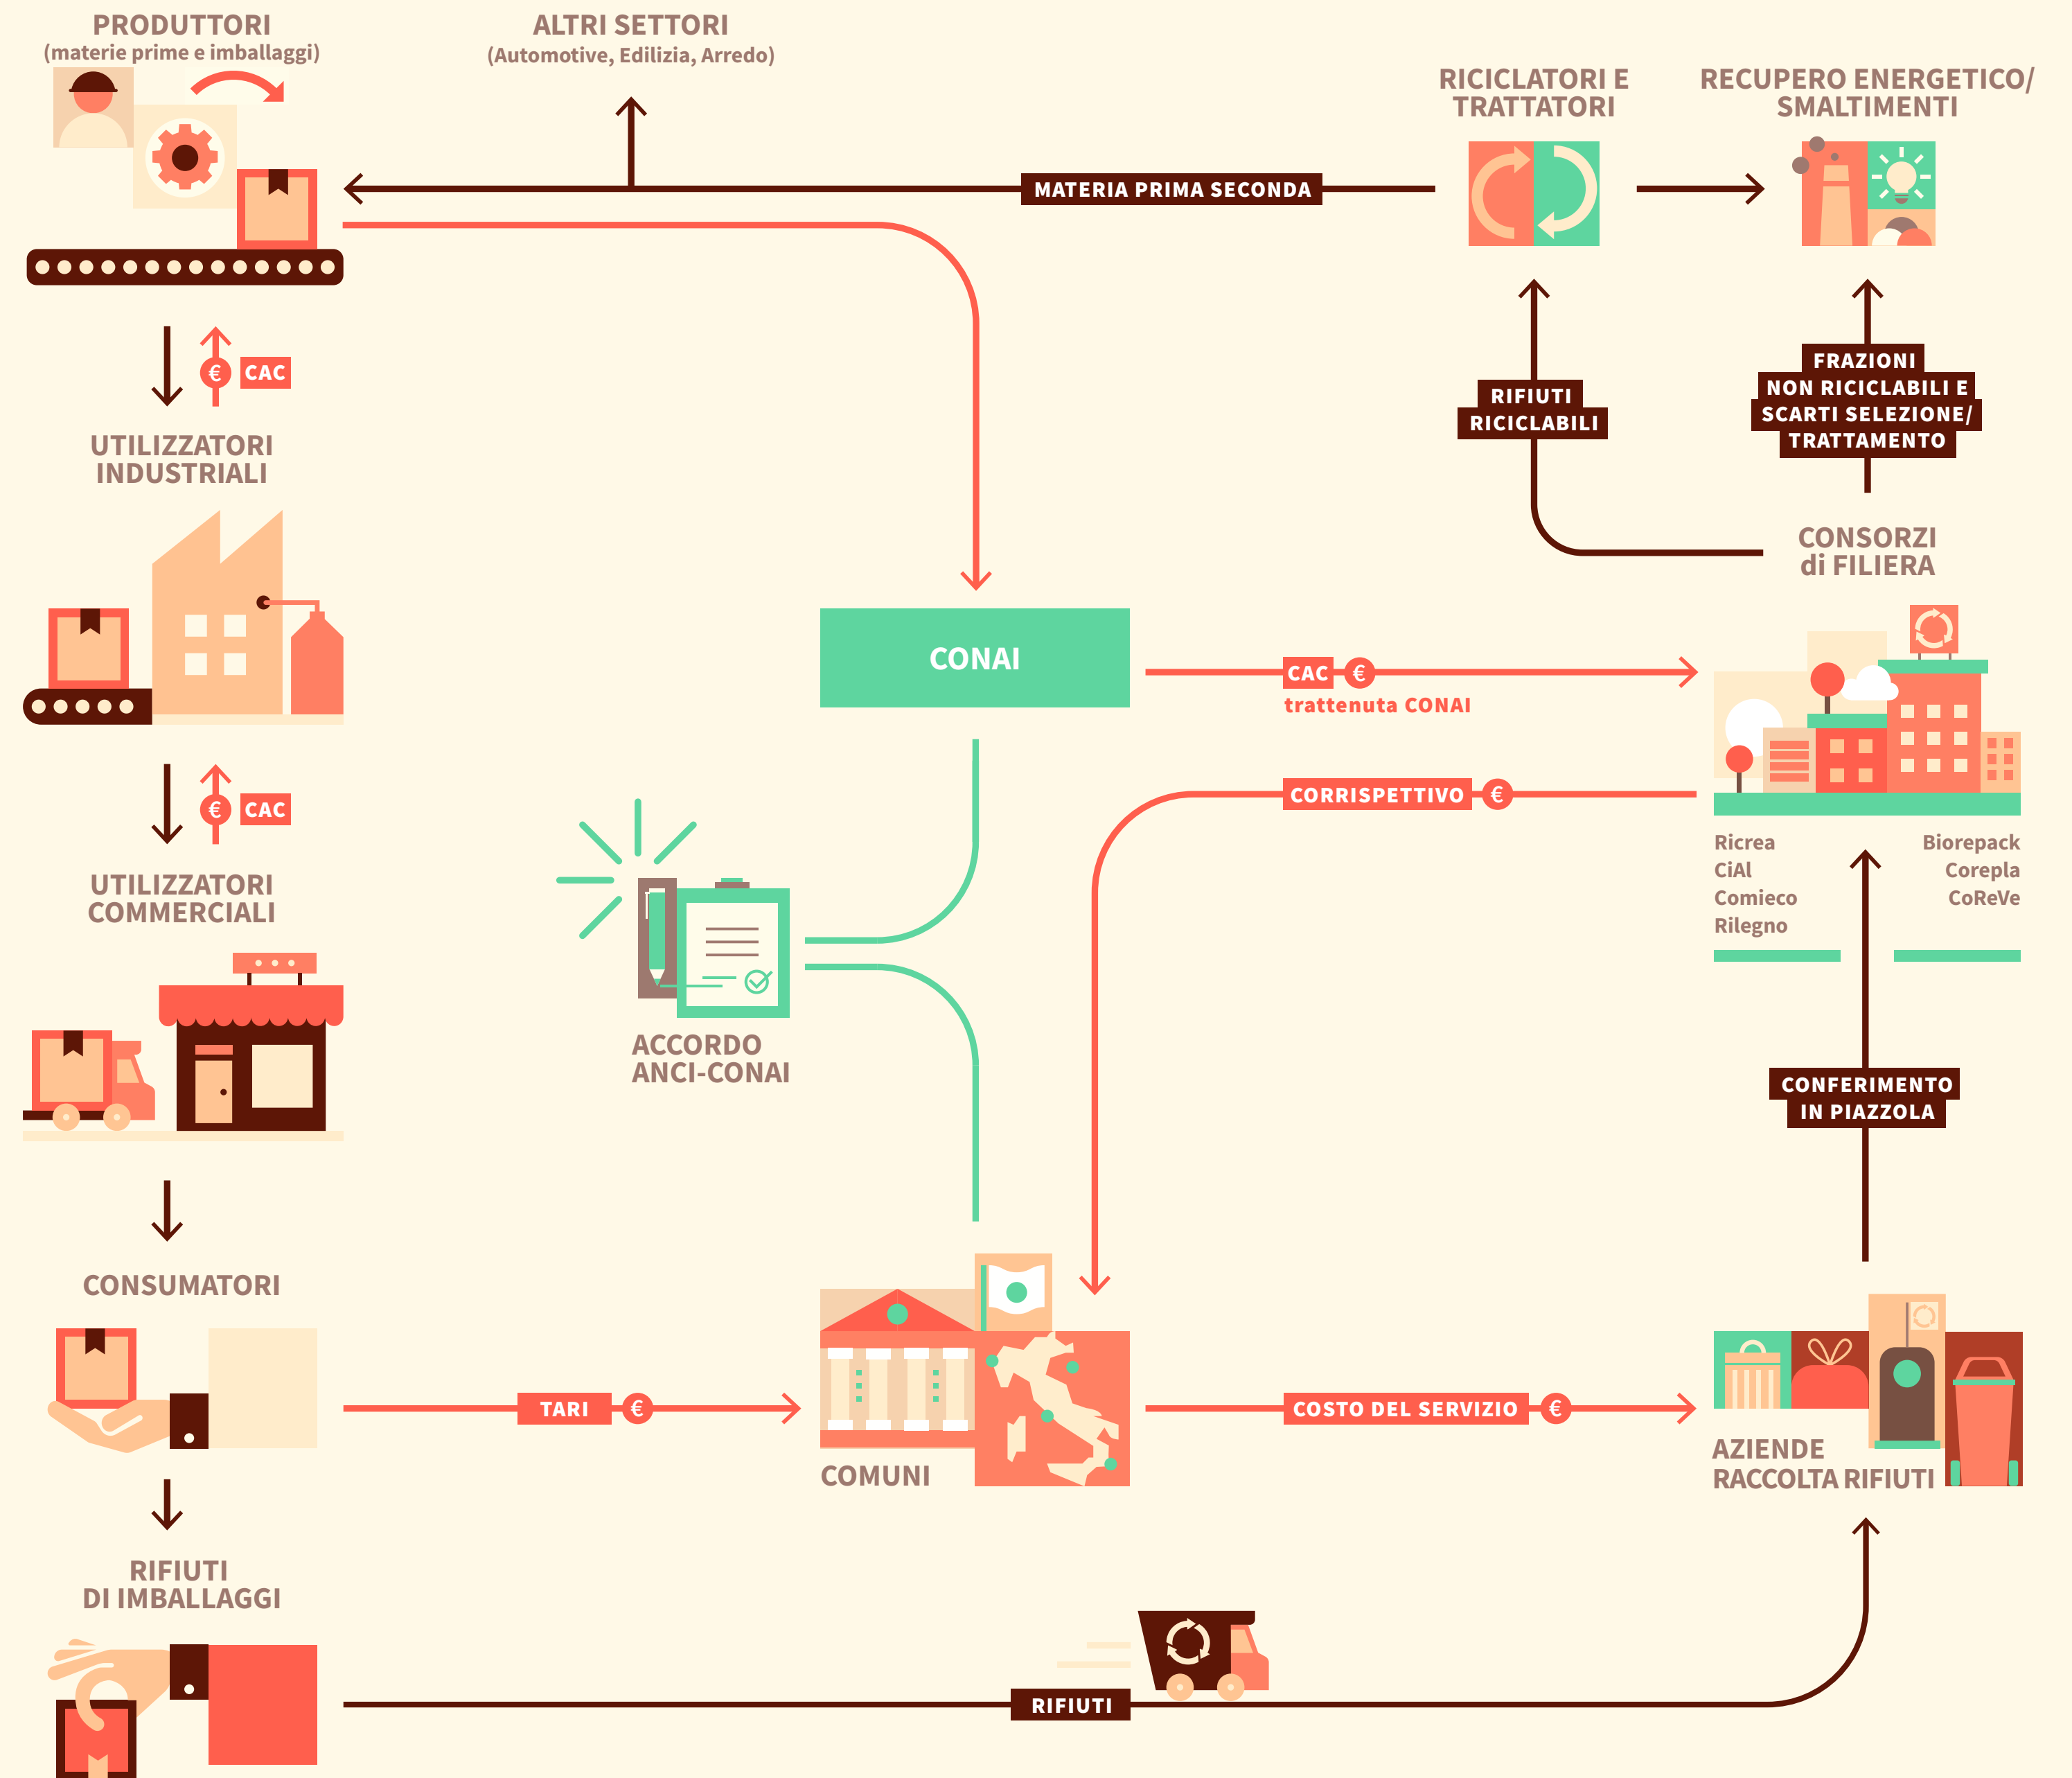 PRODUTTORI
(materie prime e imballaggi)
ALTRI SETTORI
(Automotive, Edilizia, Arredo)
RICICLATORI E
TRATTATORI
RECUPERO ENERGETICO/
SMALTIMENTI
MATERIA PRIMA SECONDA
€ CAC
RIFIUTI
RICICLABILI
FRAZIONI
NON RICICLABILI E
SCARTI SELEZIONE/
TRATTAMENTO
UTILIZZATORI
INDUSTRIALI
CONSORZI
di FILIERA
CONAI
CAC €
trattenuta CONAI
CORRISPETTIVO €
€ CAC
Ricrea
CiAl
Comieco
Rilegno
Biorepack
Corepla
CoReVe
UTILIZZATORI
COMMERCIALI
ACCORDO
ANCI-CONAI
CONFERIMENTO
IN PIAZZOLA
CONSUMATORI
TARI €
COMUNI
COSTO DEL SERVIZIO €
AZIENDE
RACCOLTA RIFIUTI
RIFIUTI
DI IMBALLAGGI
RIFIUTI